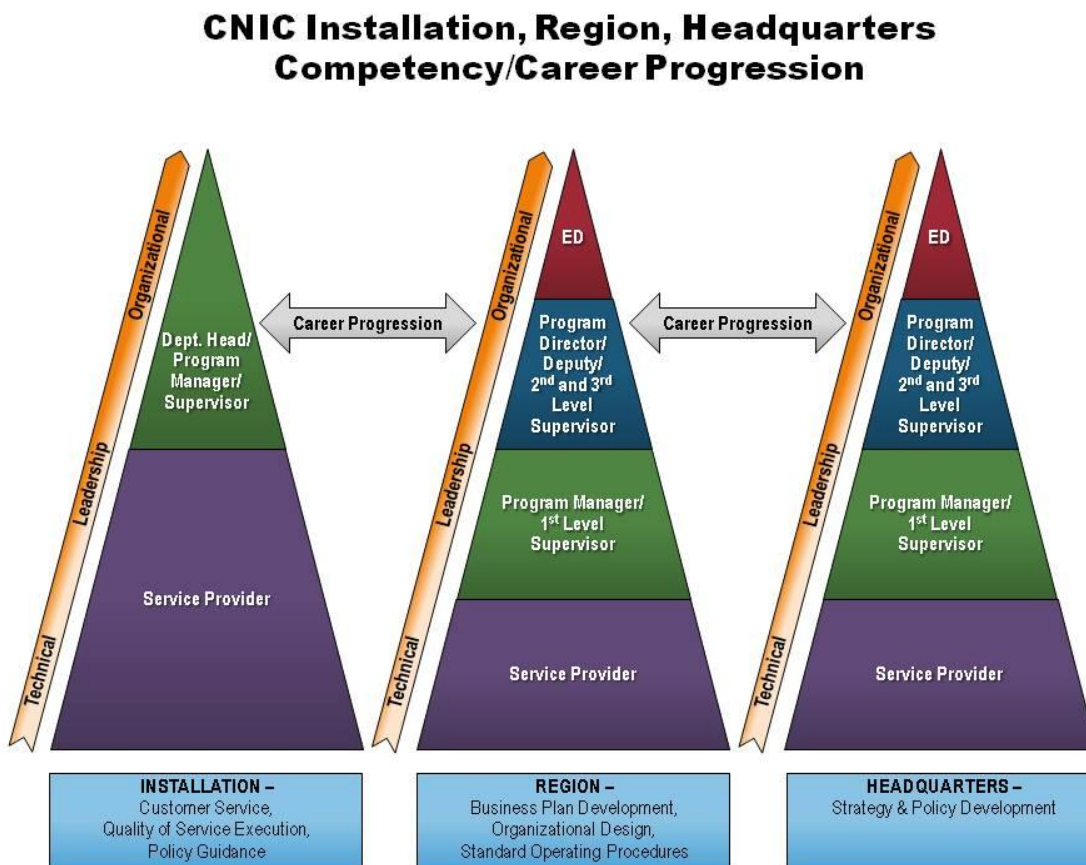 CNIC Installation, Region, Headquarters
Competency/Career Progression
Organizational
Leadership
Technical
Dept. Head/
Program
Manager/
Supervisor
Service Provider
Career Progression
Organizational
Leadership
Technical
ED
Program
Director/
Deputy/
2nd and 3rd
Level
Supervisor
Program Manager/
1st Level
Supervisor
Service Provider
Career Progression
Organizational
Leadership
Technical
ED
Program
Director/
Deputy/
2nd and 3rd
Level
Supervisor
Program Manager/
1st Level
Supervisor
Service Provider
INSTALLATION –
Customer Service,
Quality of Service Execution,
Policy Guidance
REGION –
Business Plan Development,
Organizational Design,
Standard Operating Procedures
HEADQUARTERS –
Strategy & Policy Development